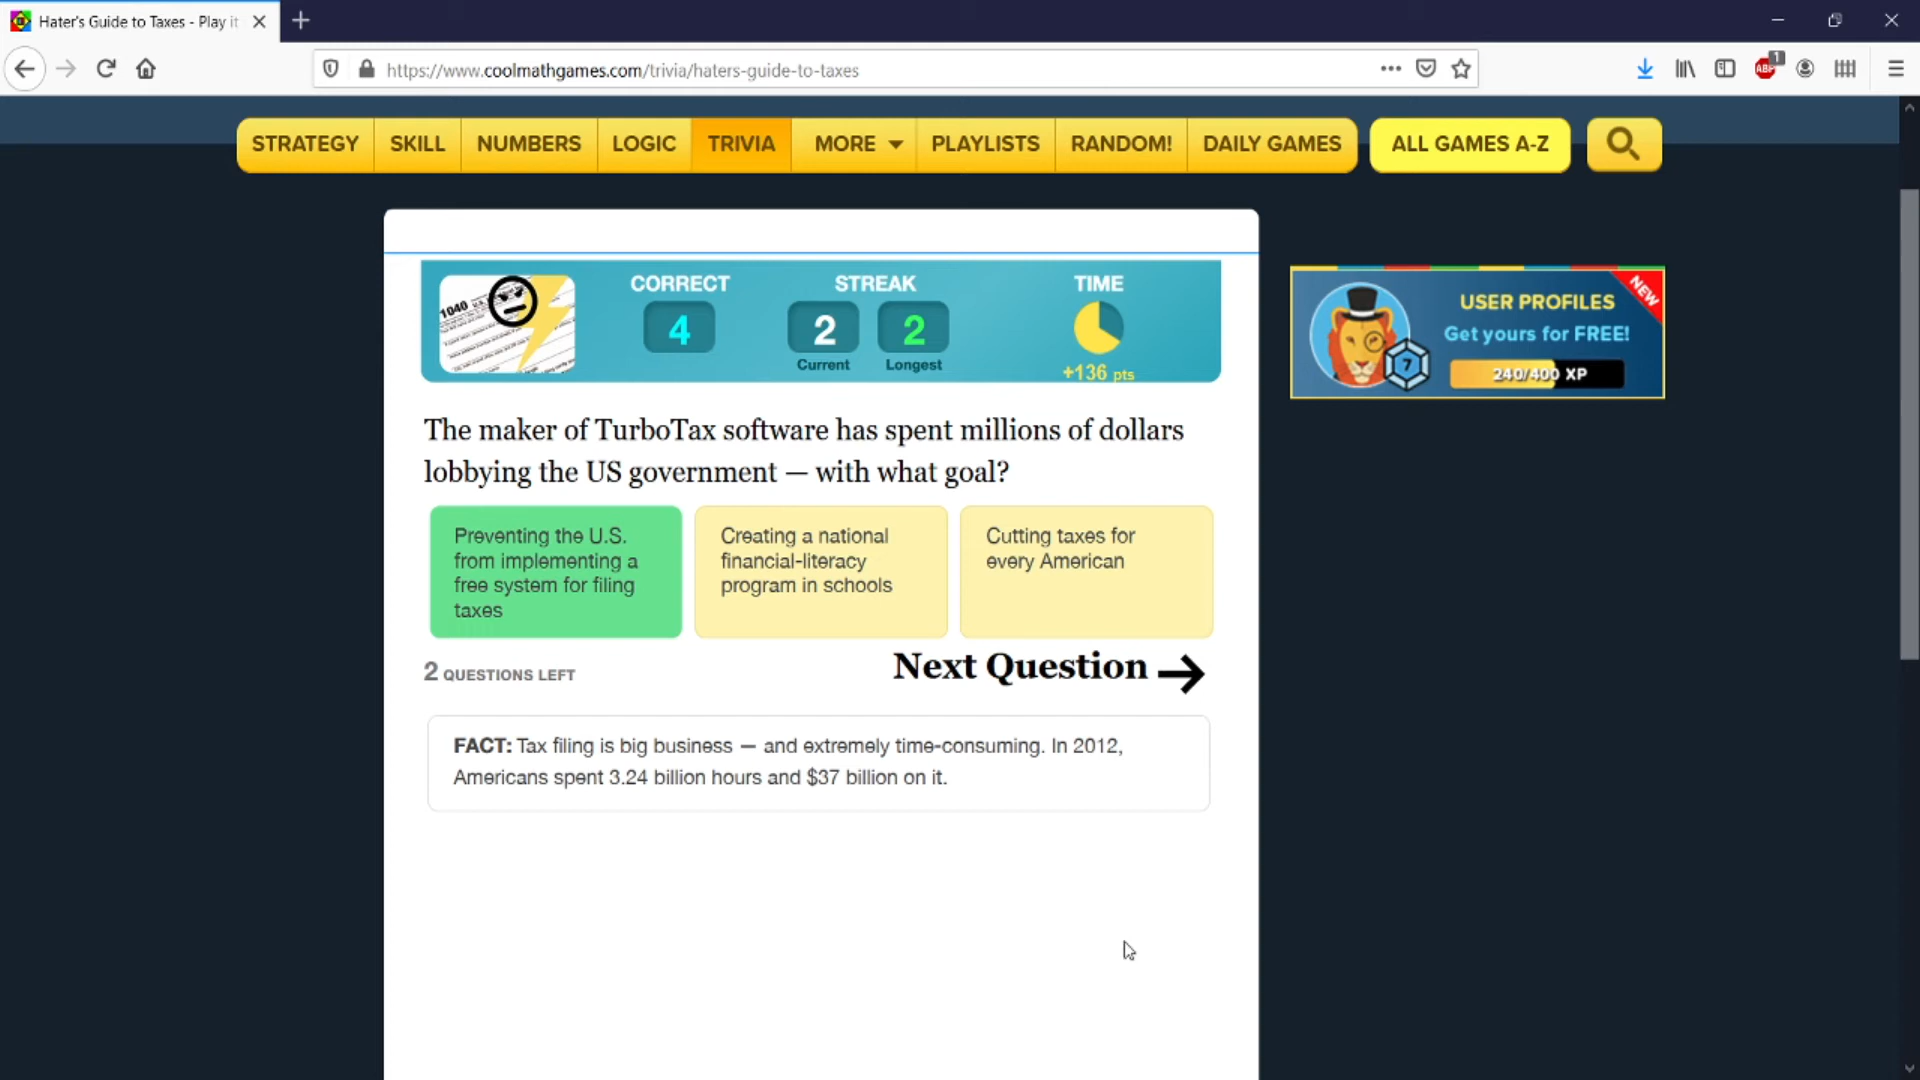 Hater's Guide to Taxes - Play it
https://www.coolmathgames.com/trivia/haters-guide-to-taxes
ABP
1
STRATEGY
SKILL
NUMBERS
LOGIC
TRIVIA
MORE
PLAYLISTS
RANDOM!
DAILY GAMES
ALL GAMES A-Z
1040
CORRECT
STREAK
TIME
4
2
2
Current
Longest
+136 pts
USER PROFILES
NEW
Get yours for FREE!
7
240/400 XP
The maker of TurboTax software has spent millions of dollars
lobbying the US government — with what goal?
Preventing the U.S.
from implementing a
free system for filing
taxes
Creating a national
financial-literacy
program in schools
Cutting taxes for
every American
2 QUESTIONS LEFT
Next Question
FACT: Tax filing is big business — and extremely time-consuming. In 2012,
Americans spent 3.24 billion hours and $37 billion on it.